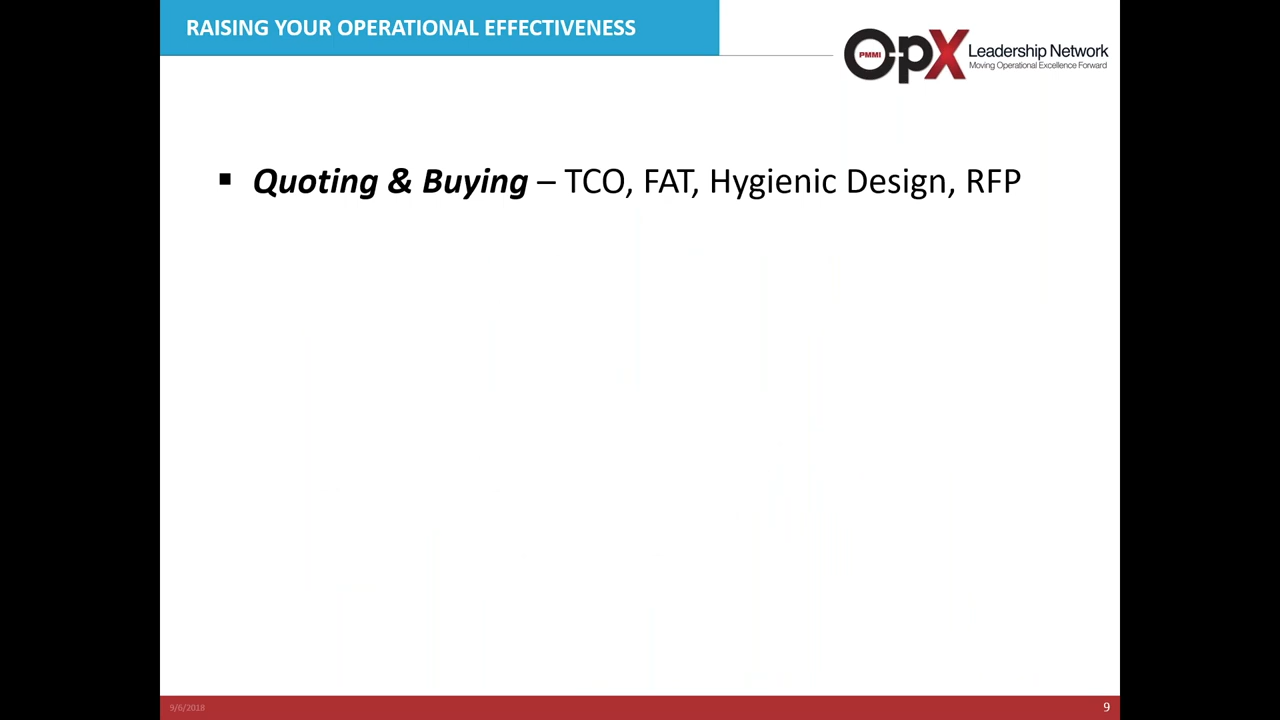 RAISING YOUR OPERATIONAL EFFECTIVENESS
OpX
PMMI
Leadership Network
Moving Operational Excellence Forward
▪ Quoting & Buying – TCO, FAT, Hygienic Design, RFP
9/6/2018
9